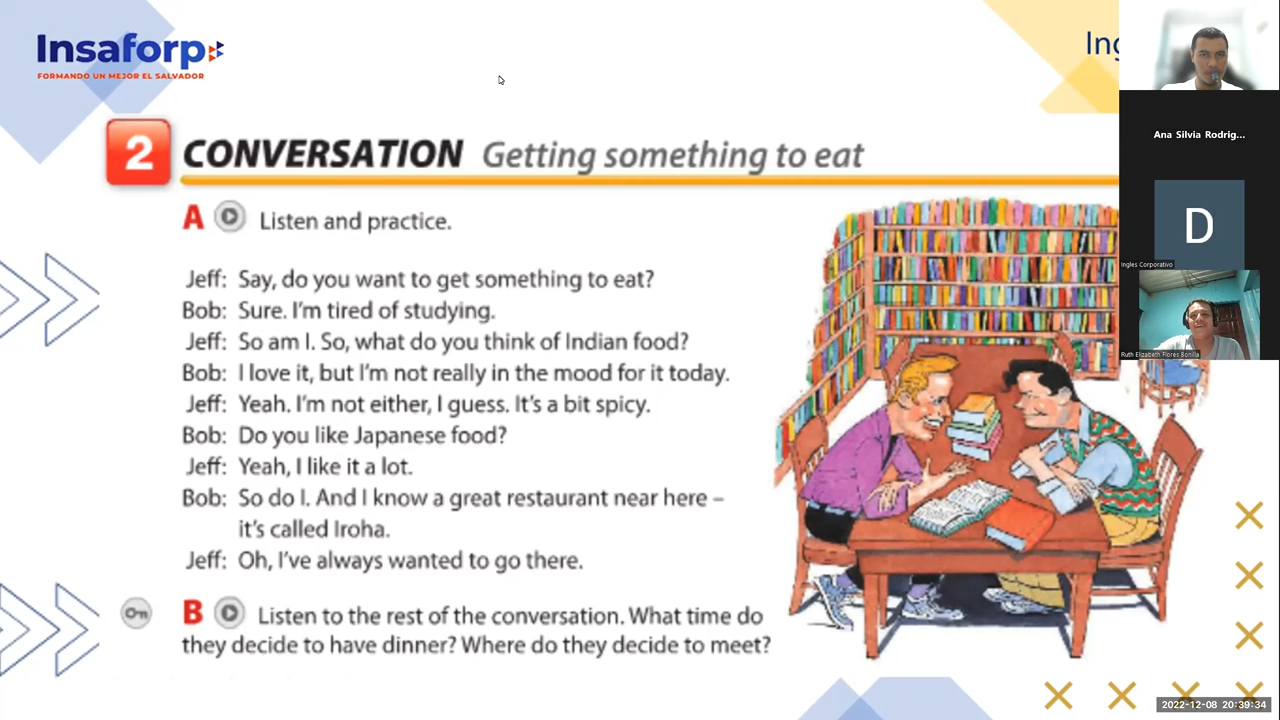 Insaforp
FORMANDO UN MEJOR EL SALVADOR
Ing
2 CONVERSATION Getting something to eat
A Listen and practice.
Jeff: Say, do you want to get something to eat?
Bob: Sure. I'm tired of studying.
Jeff: So am I. So, what do you think of Indian food?
Bob: I love it, but I'm not really in the mood for it today.
Jeff: Yeah. I'm not either, I guess. It's a bit spicy.
Bob: Do you like Japanese food?
Jeff: Yeah, I like it a lot.
Bob: So do I. And I know a great restaurant near here –
it's called Iroha.
Jeff: Oh, I've always wanted to go there.
B Listen to the rest of the conversation. What time do
they decide to have dinner? Where do they decide to meet?
Ana Silvia Rodrig...
D
Ingles Corporativo
Ruth Elizabeth Flores Bonilla
2022-12-08 20:39:34